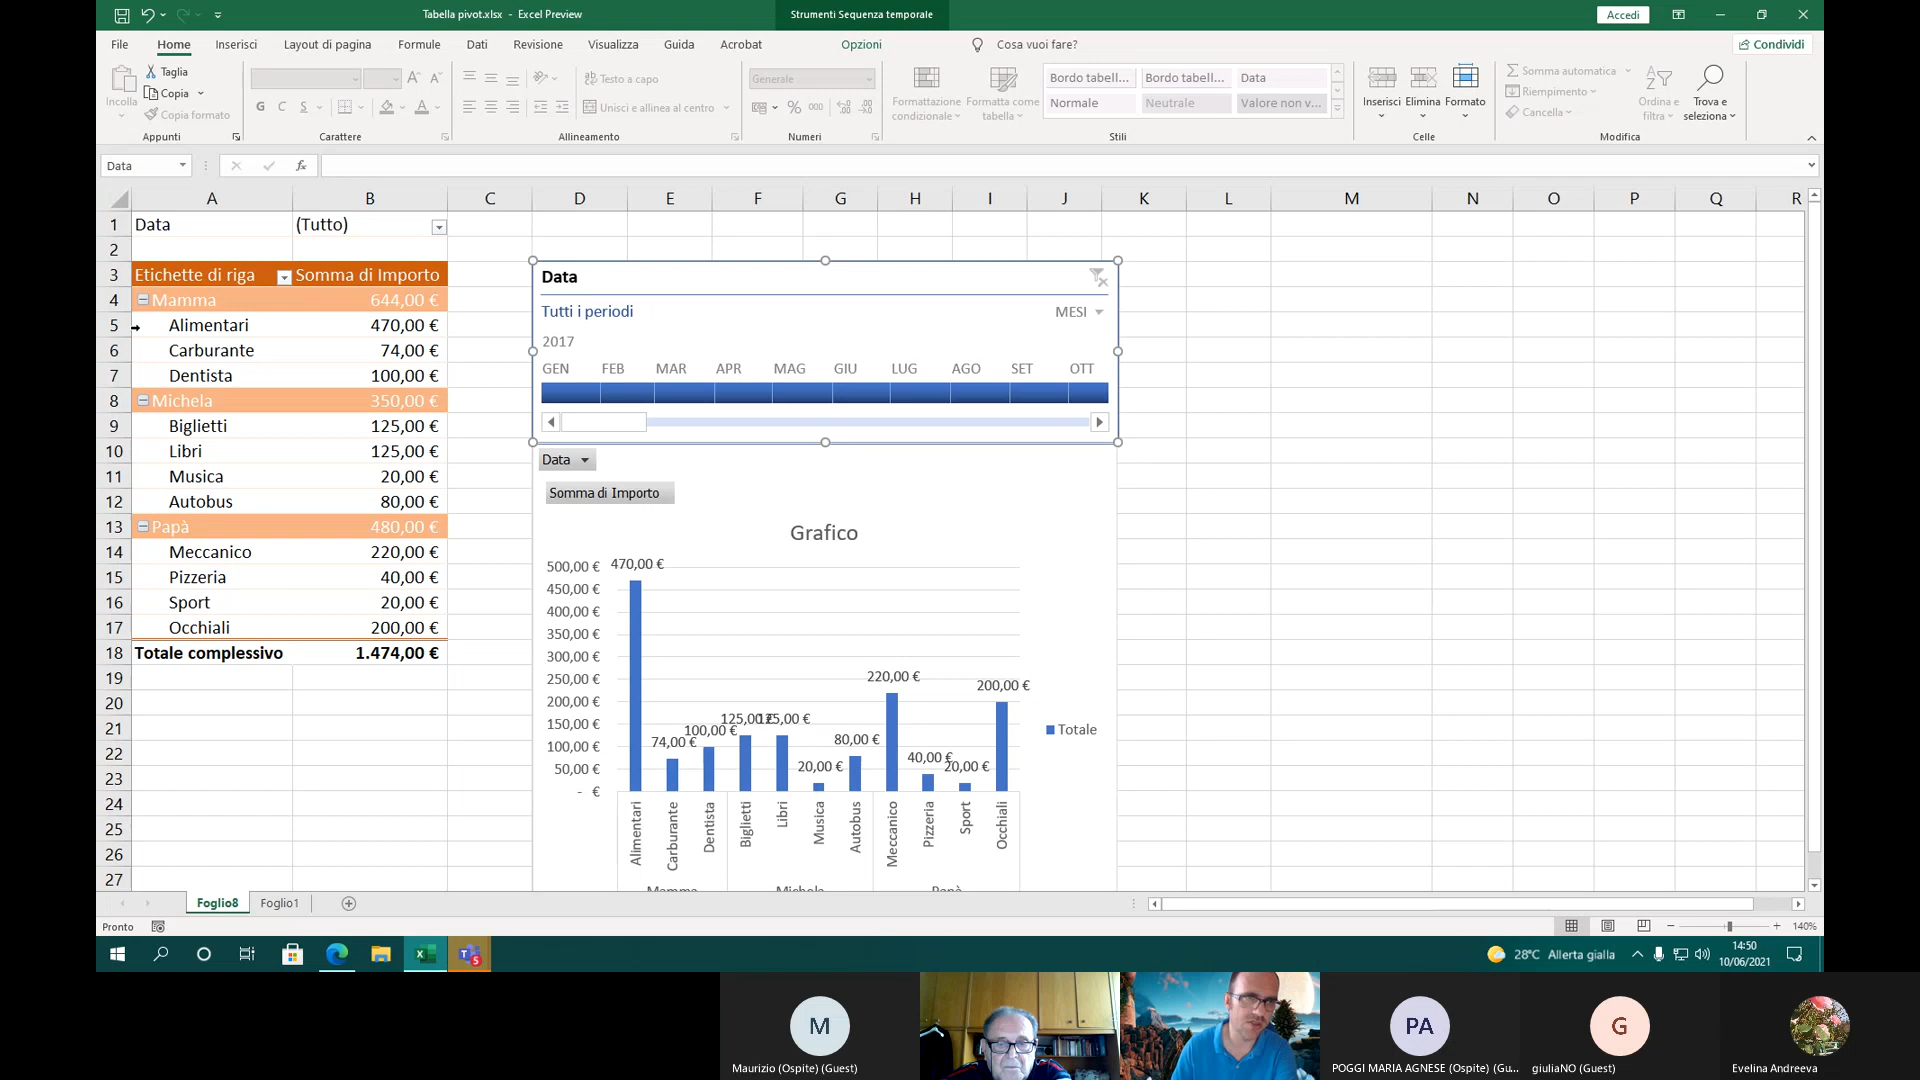 Tabella pivot.xlsx - Excel Preview
Strumenti Sequenza temporale
Accedi
File Home Inserisci Layout di pagina Formule Dati Revisione Visualizza Guida Acrobat Opzioni Cosa vuoi fare? Condividi
Incolla
Taglia
Copia
Copia formato
Appunti
G C S
Carattere
Testo a capo
Unisci e allinea al centro
Allineamento
Generale
% 000
Numeri
Formattazione condizionale
Formatta come tabella
Bordo tabell... Bordo tabell... Data
Normale Neutrale Valore non v...
Stili
Inserisci Elimina Formato
Celle
Somma automatica
Riempimento
Cancella
Ordina e filtra
Trova e seleziona
Modifica
Data fx
A B C D E F G H I J K L M N O P Q R
1 Data (Tutto)
2
3 Etichette di riga Somma di Importo
4 Mamma 644,00 €
5 Alimentari 470,00 €
6 Carburante 74,00 €
7 Dentista 100,00 €
8 Michela 350,00 €
9 Biglietti 125,00 €
10 Libri 125,00 €
11 Musica 20,00 €
12 Autobus 80,00 €
13 Papà 480,00 €
14 Meccanico 220,00 €
15 Pizzeria 40,00 €
16 Sport 20,00 €
17 Occhiali 200,00 €
18 Totale complessivo 1.474,00 €
19
20
21
22
23
24
25
26
27
Data
Tutti i periodi MESI
2017
GEN FEB MAR APR MAG GIU LUG AGO SET OTT
Data
Somma di Importo
Grafico
500,00 €
450,00 €
400,00 €
350,00 €
300,00 €
250,00 €
200,00 €
150,00 €
100,00 €
50,00 €
- €
470,00 €
74,00 €
100,00 €
125,00 €
125,00 €
20,00 €
80,00 €
220,00 €
40,00 €
20,00 €
200,00 €
Totale
Alimentari Carburante Dentista Biglietti Libri Musica Autobus Meccanico Pizzeria Sport Occhiali
Mamma Michela Papà
Foglio8 Foglio1
Pronto 140%
28°C Allerta gialla
14:50
10/06/2021
5
M
Maurizio (Ospite) (Guest)
PA
POGGI MARIA AGNESE (Ospite) (Gu...
G
giuliaNO (Guest)
Evelina Andreeva